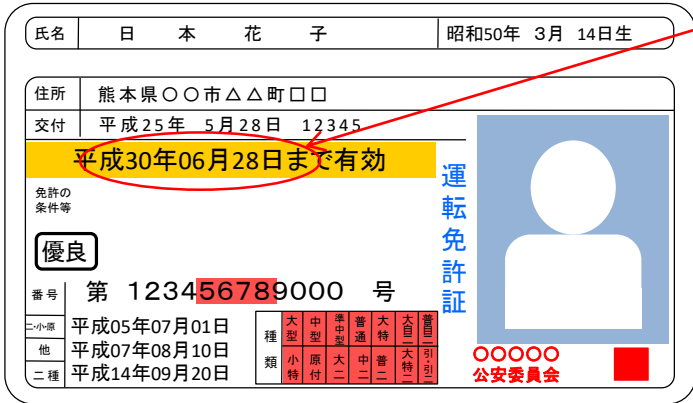 氏名 日本花子 昭和50年 3月 14日生
住所 熊本県○○市△△町□□
交付 平成25年 5月28日 12345
平成30年06月28日まで有効
免許の
条件等
優良
番号 第 123456789000 号
二・小・原 平成05年07月01日
他 平成07年08月10日
二種 平成14年09月20日
種類
大型 中型 準中型 普通 大特 大自二 普自二
小特 原付 大二 中二 普二 大特二 引・引二
運転免許証
○○○○○
公安委員会